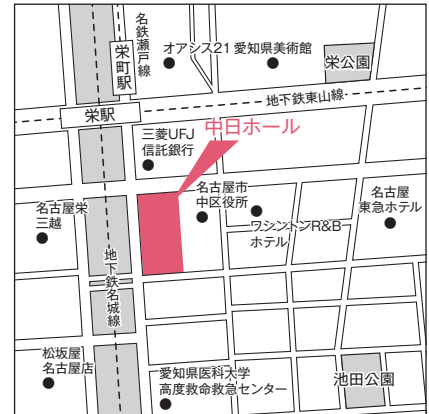 名鉄瀬戸線
栄町駅
オアシス21
愛知県美術館
栄公園
地下鉄東山線
栄駅
三菱UFJ
信託銀行
中日ホール
名古屋市
中区役所
名古屋
東急ホテル
名古屋栄
三越
ワシントンR&B
ホテル
地下鉄名城線
松坂屋
名古屋店
愛知県医科大学
高度救命救急センター
池田公園